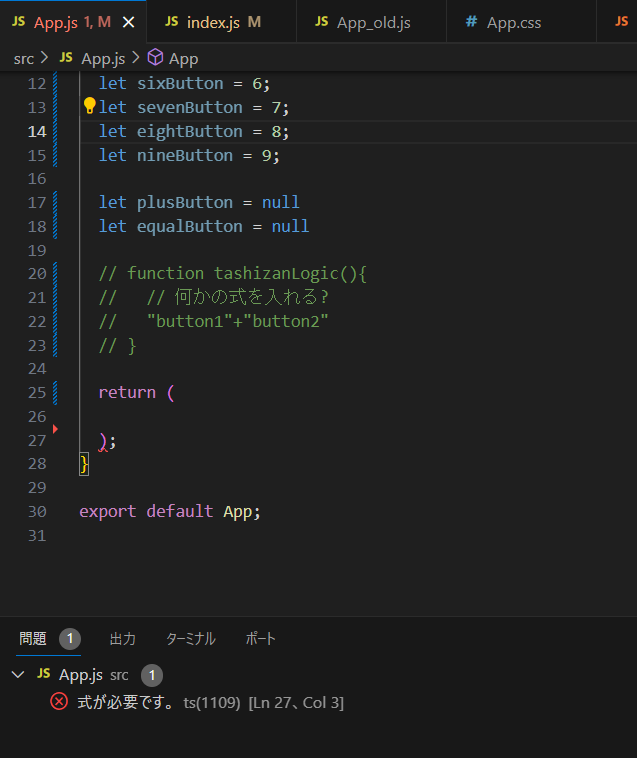 JS App.js 1, M × JS index.js M JS App_old.js # App.css JS
src > JS App.js > App
12 let sixButton = 6;
13 let sevenButton = 7;
14 let eightButton = 8;
15 let nineButton = 9;
16
17 let plusButton = null
18 let equalButton = null
19
20 // function tashizanLogic(){
21 //   // 何かの式を入れる?
22 //   "button1"+"button2"
23 // }
24
25 return (
26
27 );
28 }
29
30 export default App;
31
問題 1 出力 ターミナル ポート
JS App.js src 1
式が必要です。 ts(1109) [Ln 27、Col 3]